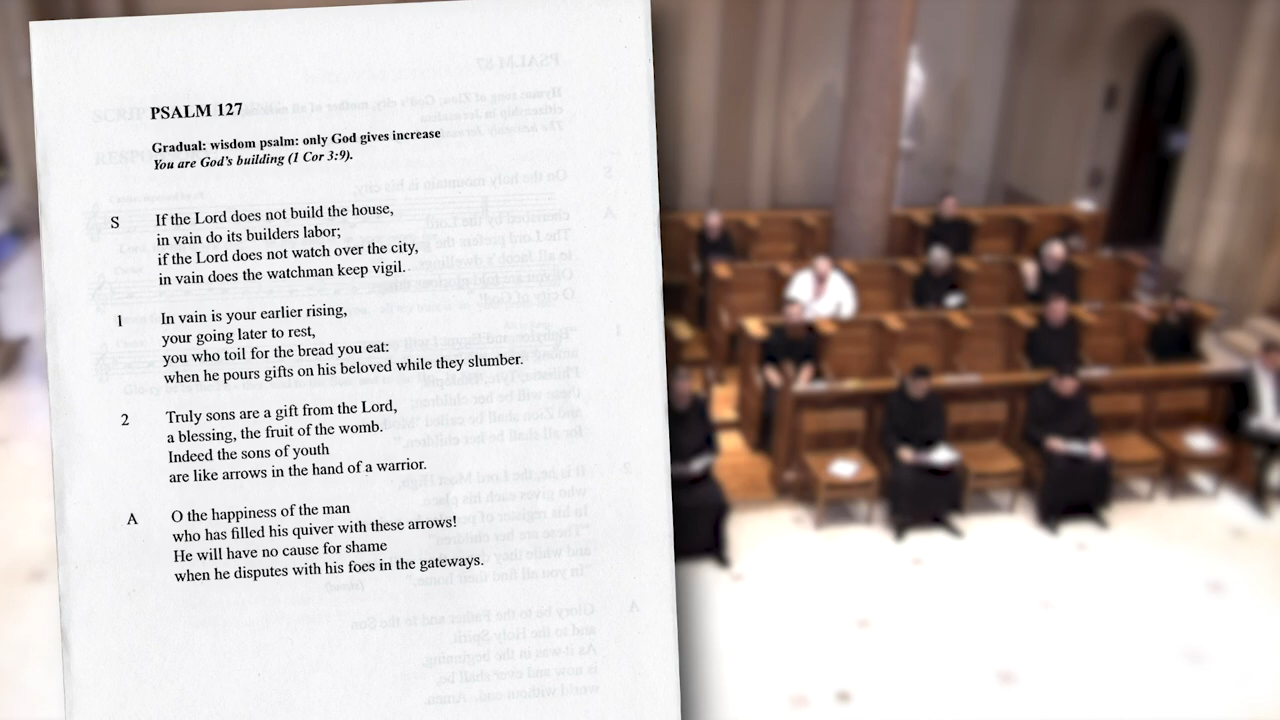 PSALM 127
Gradual: wisdom psalm: only God gives increase
You are God's building (1 Cor 3:9).
S If the Lord does not build the house,
in vain do its builders labor;
if the Lord does not watch over the city,
in vain does the watchman keep vigil.
1 In vain is your earlier rising,
your going later to rest,
you who toil for the bread you eat:
when he pours gifts on his beloved while they slumber.
2 Truly sons are a gift from the Lord,
a blessing, the fruit of the womb.
Indeed the sons of youth
are like arrows in the hand of a warrior.
A O the happiness of the man
who has filled his quiver with these arrows!
He will have no cause for shame
when he disputes with his foes in the gateways.